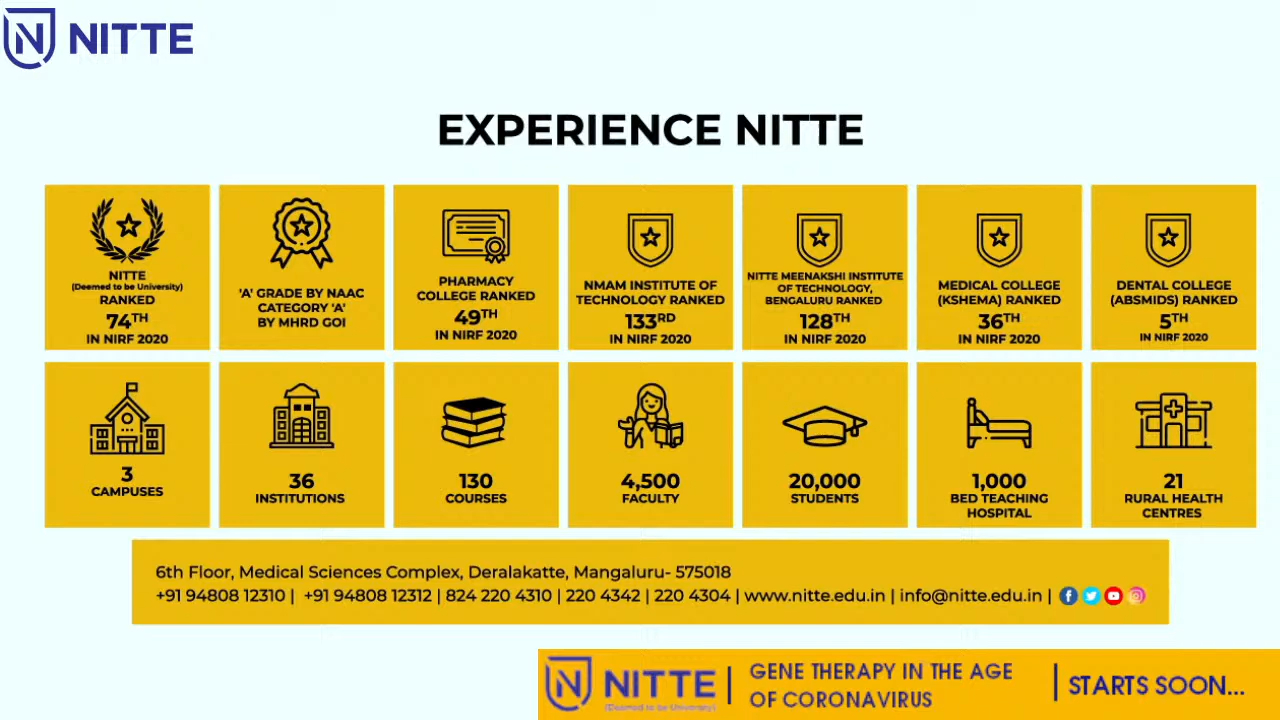 NITTE
EXPERIENCE NITTE
NITTE
(Deemed to be University)
RANKED
74TH
IN NIRF 2020
'A' GRADE BY NAAC
CATEGORY 'A'
BY MHRD GOI
PHARMACY
COLLEGE RANKED
49TH
IN NIRF 2020
NMAM INSTITUTE OF
TECHNOLOGY RANKED
133RD
IN NIRF 2020
NITTE MEENAKSHI INSTITUTE
OF TECHNOLOGY,
BENGALURU RANKED
128TH
IN NIRF 2020
MEDICAL COLLEGE
(KSHEMA) RANKED
36TH
IN NIRF 2020
DENTAL COLLEGE
(ABSMIDS) RANKED
5TH
IN NIRF 2020
3
CAMPUSES
36
INSTITUTIONS
130
COURSES
4,500
FACULTY
20,000
STUDENTS
1,000
BED TEACHING
HOSPITAL
21
RURAL HEALTH
CENTRES
6th Floor, Medical Sciences Complex, Deralakatte, Mangaluru- 575018
+91 94808 12310 | +91 94808 12312 | 824 220 4310 | 220 4342 | 220 4304 | www.nitte.edu.in | info@nitte.edu.in |
NITTE
(Deemed to be University)
GENE THERAPY IN THE AGE
OF CORONAVIRUS
STARTS SOON...